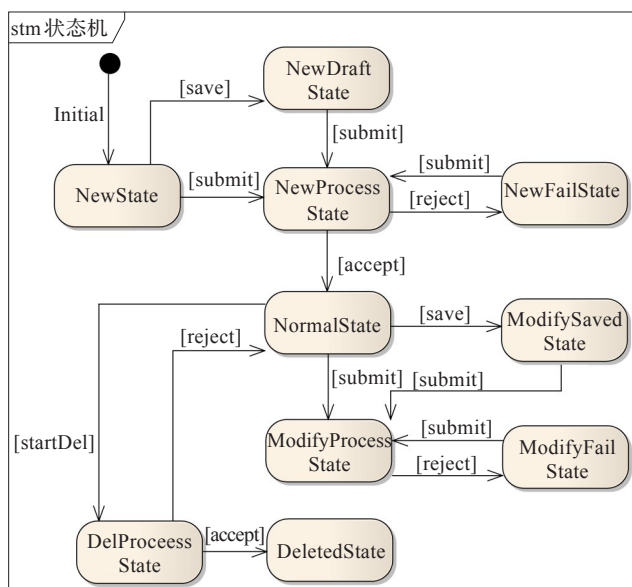 stm 状态机
NewDraft
State
[save]
Initial
[submit]
[submit]
NewState
[submit]
NewProcess
State
[reject]
NewFailState
[accept]
NormalState
[save]
ModifySaved
State
[reject]
[submit]
[submit]
[startDel]
ModifyProcess
State
[submit]
[reject]
ModifyFail
State
DelProceess
State
[accept]
DeletedState